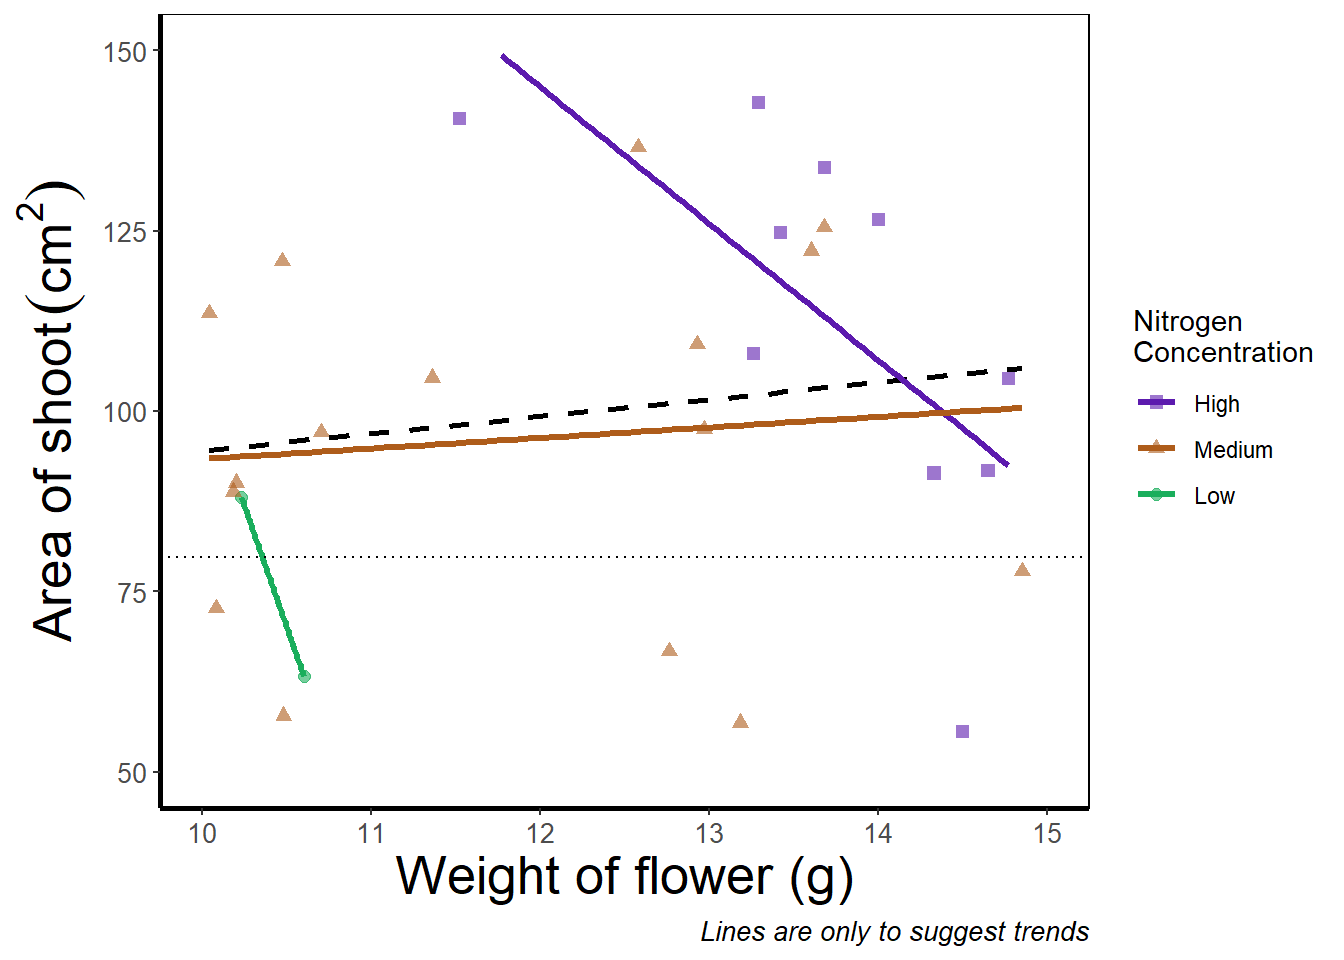 150
125
100
75
50
Area of shoot(cm²)
10 11 12 13 14 15
Weight of flower (g)
Lines are only to suggest trends
Nitrogen
Concentration
High
Medium
Low